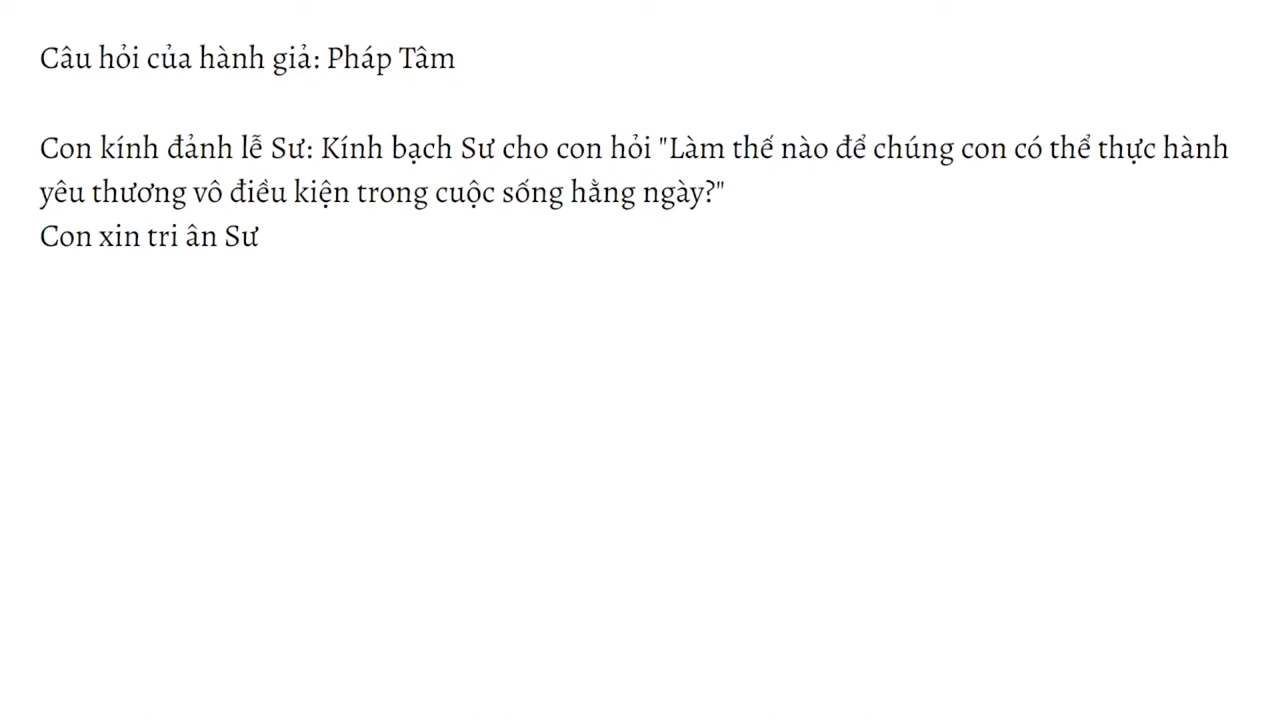 Câu hỏi của hành giả: Pháp Tâm
Con kính đảnh lễ Sư: Kính bạch Sư cho con hỏi "Làm thế nào để chúng con có thể thực hành
yêu thương vô điều kiện trong cuộc sống hằng ngày?"
Con xin tri ân Sư